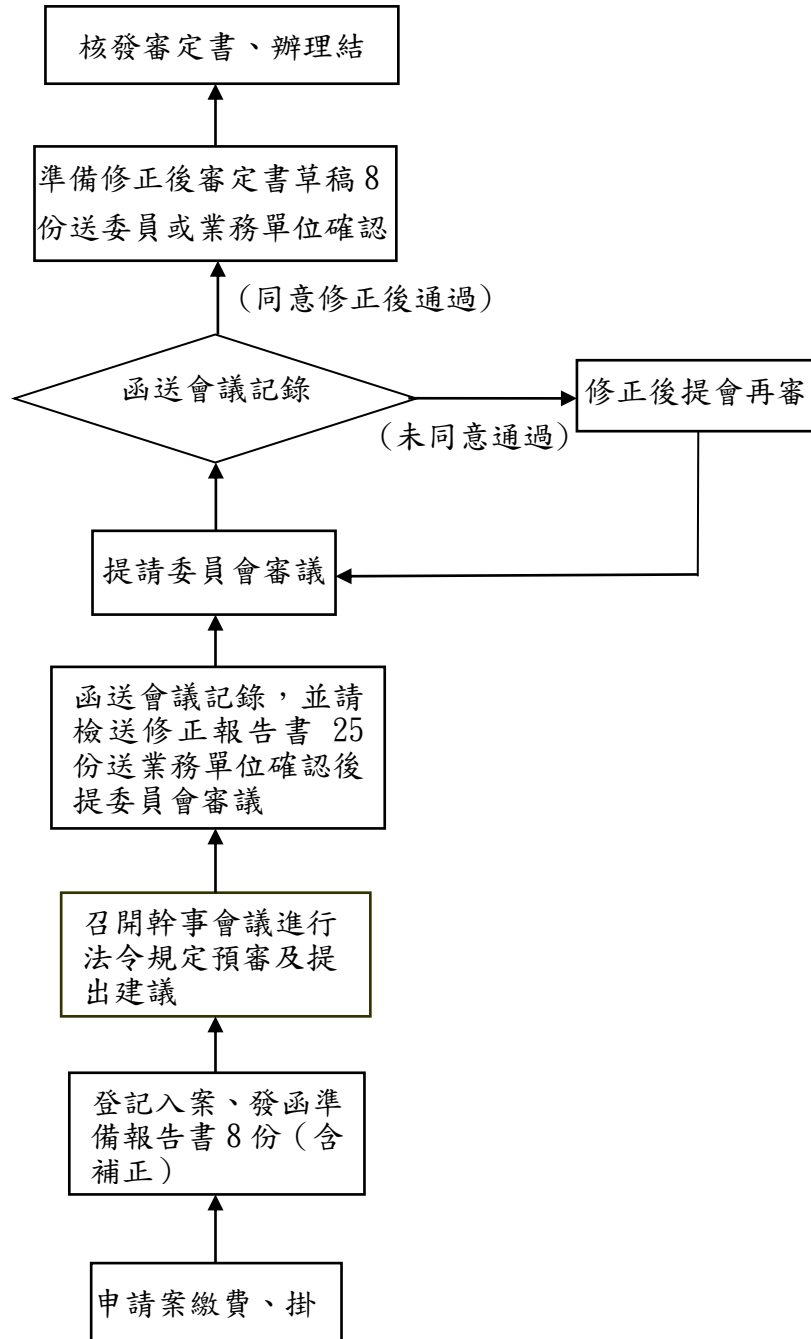 核發審定書、辦理結
準備修正後審定書草稿 8
份送委員或業務單位確認
(同意修正後通過)
函送會議記錄
修正後提會再審
(未同意通過)
提請委員會審議
函送會議記錄，並請
檢送修正報告書 25
份送業務單位確認後
提委員會審議
召開幹事會議進行
法令規定預審及提
出建議
登記入案、發函準
備報告書 8 份（含
補正）
申請案繳費、掛